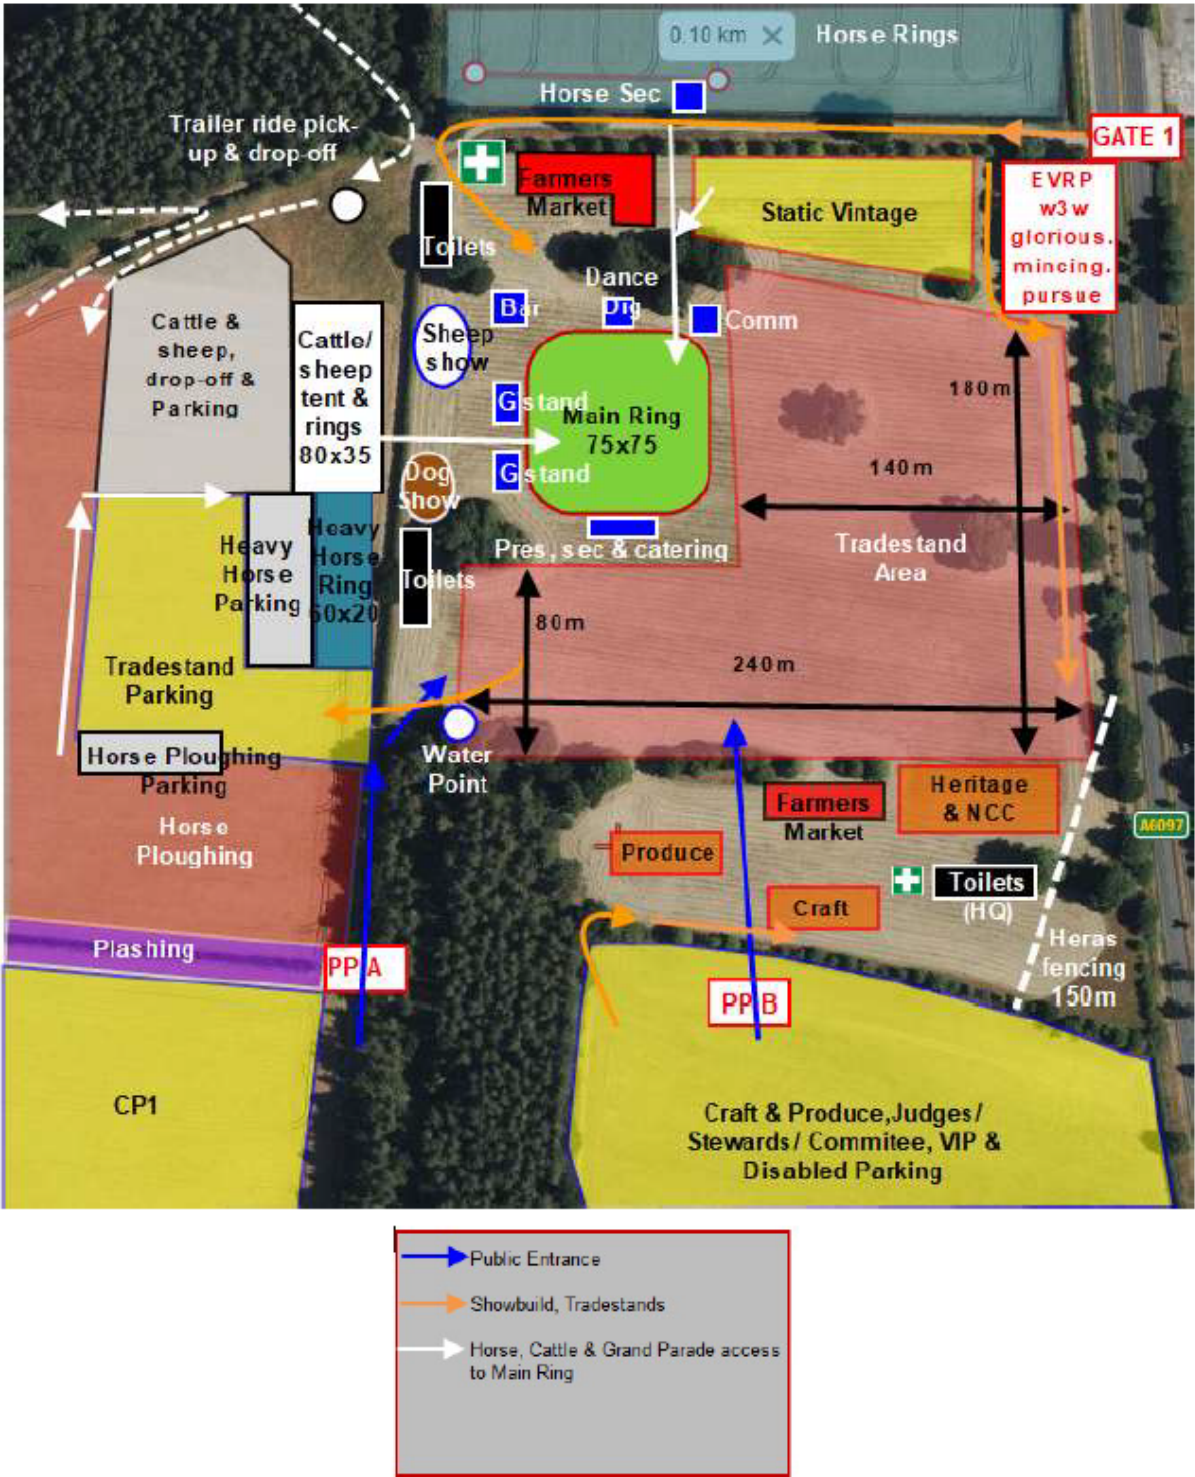 0.10 km
Horse Rings
Horse Sec
GATE 1
Trailer ride pick-
up & drop-off
Farmers
Market
Static Vintage
EVRP
w3w
glorious.
mincing.
pursue
Toilets
Dance
Dig
Bar
Comm
Cattle &
sheep,
drop-off &
Parking
Cattle/
sheep
tent &
rings
80x35
Sheep
show
G stand
Main Ring
75x75
180m
140m
Dog
Show
G stand
Pres, sec & catering
Tradestand
Area
Heavy
Horse
Parking
Heavy
Horse
Ring
60x20
Toilets
80m
240m
Tradestand
Parking
Horse Ploughing
Parking
Water
Point
Horse
Ploughing
Farmers
Market
Heritage
& NCC
A6097
Produce
Toilets
(HQ)
Craft
Plashing
PP A
Heras
fencing
150m
PP B
CP1
Craft & Produce,Judges/
Stewards/ Commitee, VIP &
Disabled Parking
Public Entrance
Showbuild, Tradestands
Horse, Cattle & Grand Parade access
to Main Ring